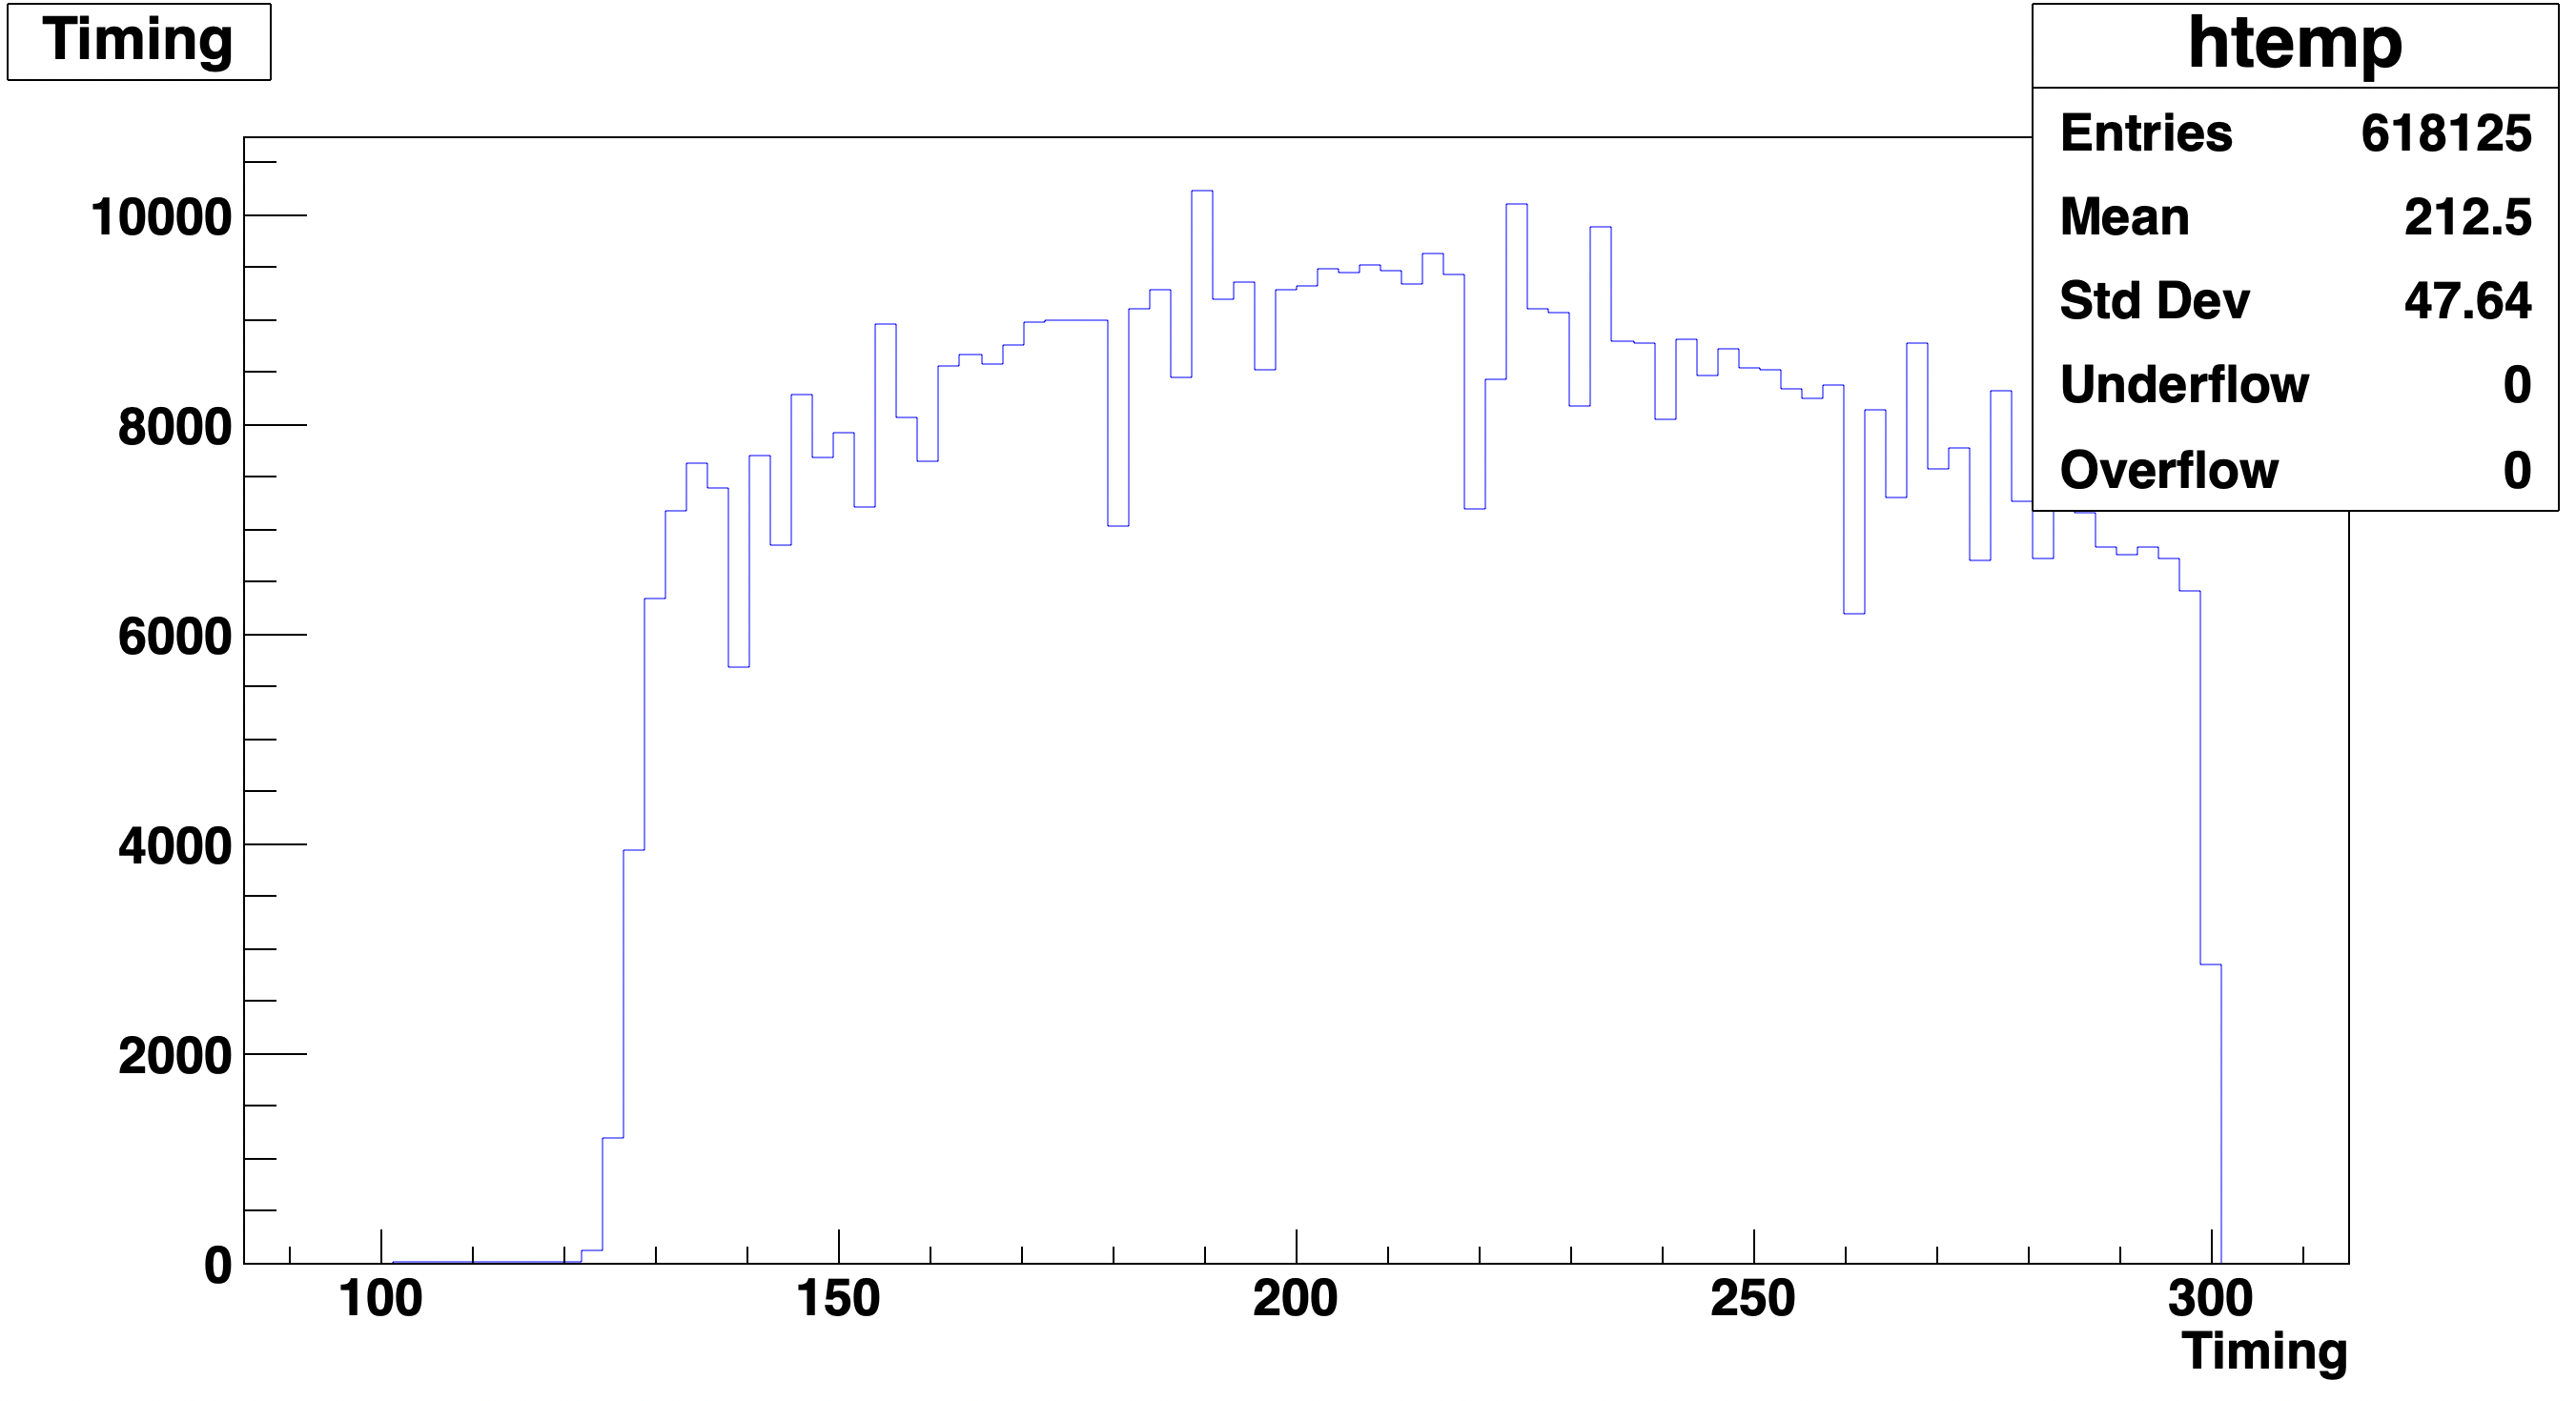 Timing
htemp
Entries 618125
Mean 212.5
Std Dev 47.64
Underflow 0
Overflow 0
10000
8000
6000
4000
2000
0
100 150 200 250 300
Timing